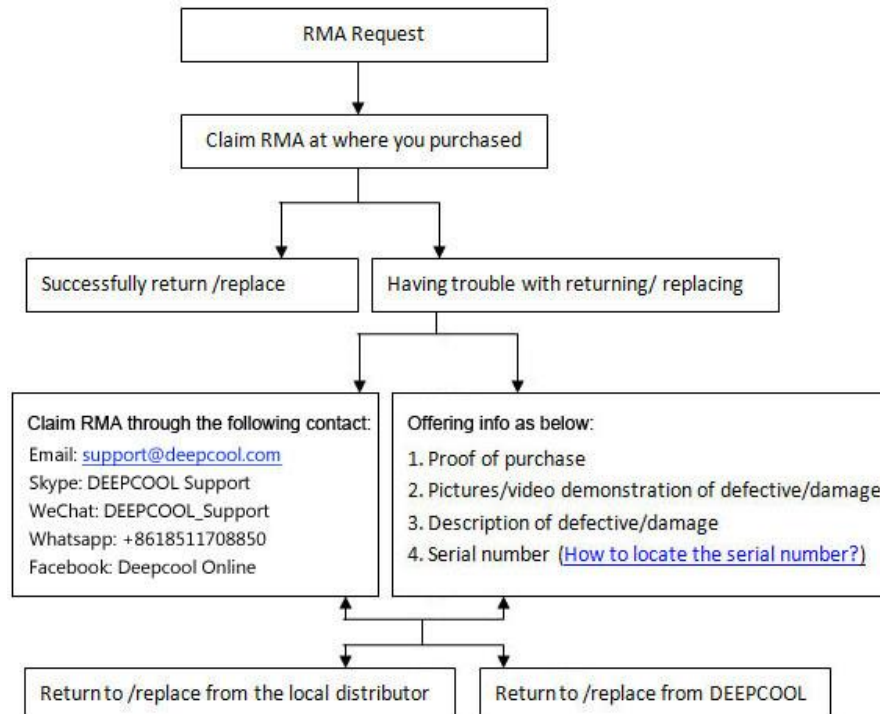 RMA Request
Claim RMA at where you purchased
Successfully return /replace
Having trouble with returning/ replacing
Claim RMA through the following contact:
Email: support@deepcool.com
Skype: DEEPCOOL Support
WeChat: DEEPCOOL_Support
Whatsapp: +8618511708850
Facebook: Deepcool Online
Offering info as below:
1. Proof of purchase
2. Pictures/video demonstration of defective/damage
3. Description of defective/damage
4. Serial number (How to locate the serial number?)
Return to /replace from the local distributor
Return to /replace from DEEPCOOL